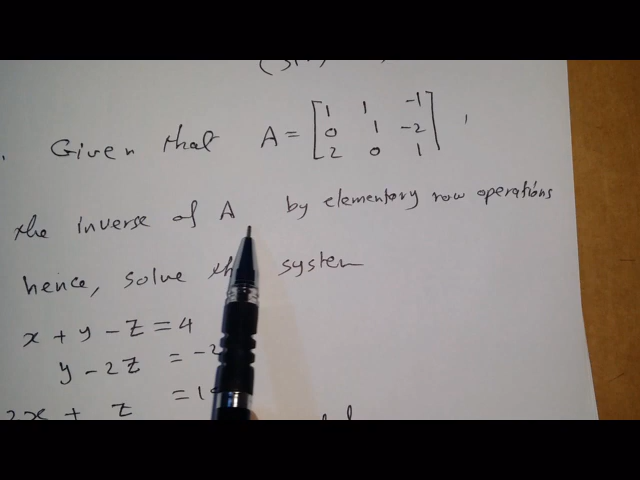 Given that A = [ 1 1 -1
0 1 -2
2 0 1 ] ,
the inverse of A by elementary row operations
hence, solve the system
x + y - z = 4
y - 2z =
2x + z =